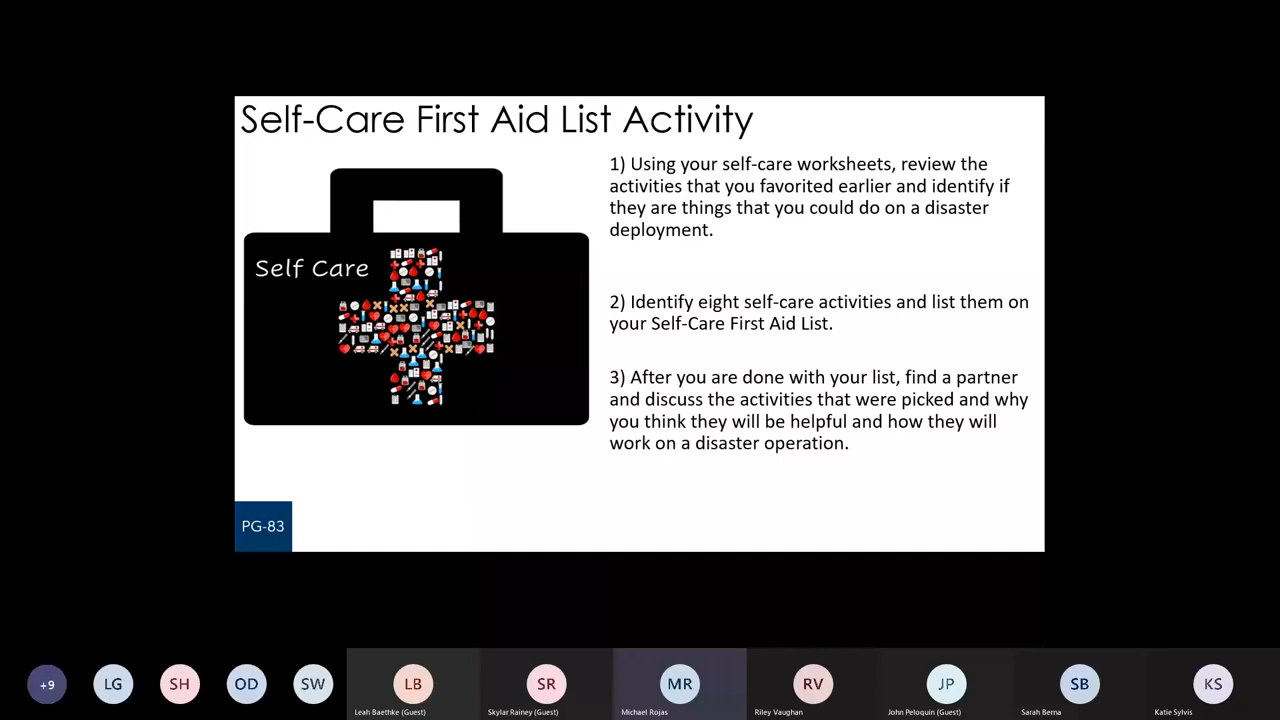 Self-Care First Aid List Activity
Self Care
1) Using your self-care worksheets, review the
activities that you favorited earlier and identify if
they are things that you could do on a disaster
deployment.
2) Identify eight self-care activities and list them on
your Self-Care First Aid List.
3) After you are done with your list, find a partner
and discuss the activities that were picked and why
you think they will be helpful and how they will
work on a disaster operation.
PG-83
+9 LG SH OD SW LB SR MR RV JP SB KS
Leah Baethke (Guest) Skylar Rainey (Guest) Michael Rojas Riley Vaughan John Peloquin (Guest) Sarah Berna Katie Sylvis